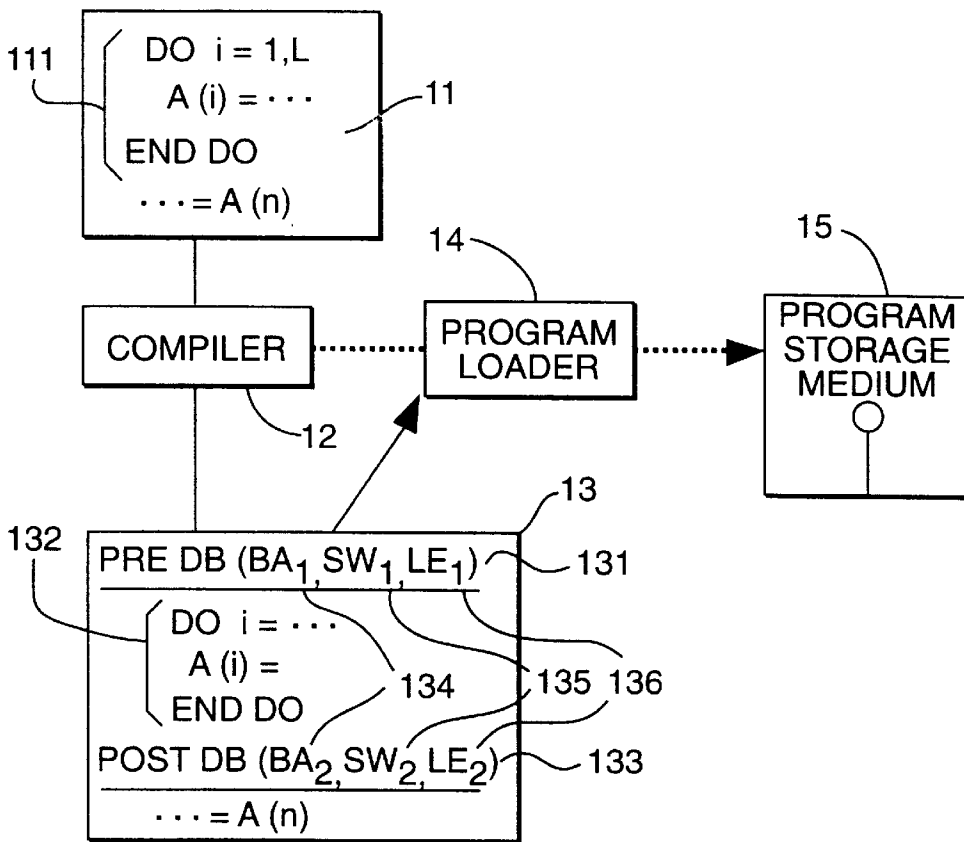 111
DO i = 1,L
A (i) = · · ·
END DO
· · · = A (n)
11
COMPILER
12
14
PROGRAM
LOADER
15
PROGRAM
STORAGE
MEDIUM
13
132
PRE DB (BA1, SW1, LE1)
131
DO i = · · ·
A (i) =
END DO
134
135
136
POST DB (BA2, SW2, LE2)
133
· · · = A (n)